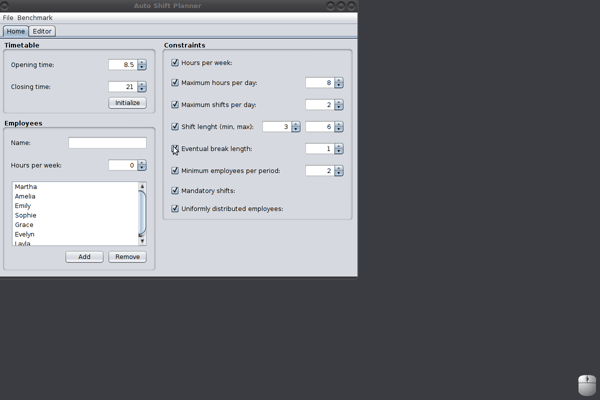 Auto Shift Planner
File Benchmark
Home Editor
Timetable
Opening time: 8.5
Closing time: 21
Initialize
Employees
Name:
Hours per week: 0
Martha
Amelia
Emily
Sophie
Grace
Evelyn
Layla
Add Remove
Constraints
Hours per week:
Maximum hours per day: 8
Maximum shifts per day: 2
Shift lenght (min, max): 3 6
Eventual break length: 1
Minimum employees per period: 2
Mandatory shifts:
Uniformly distributed employees: